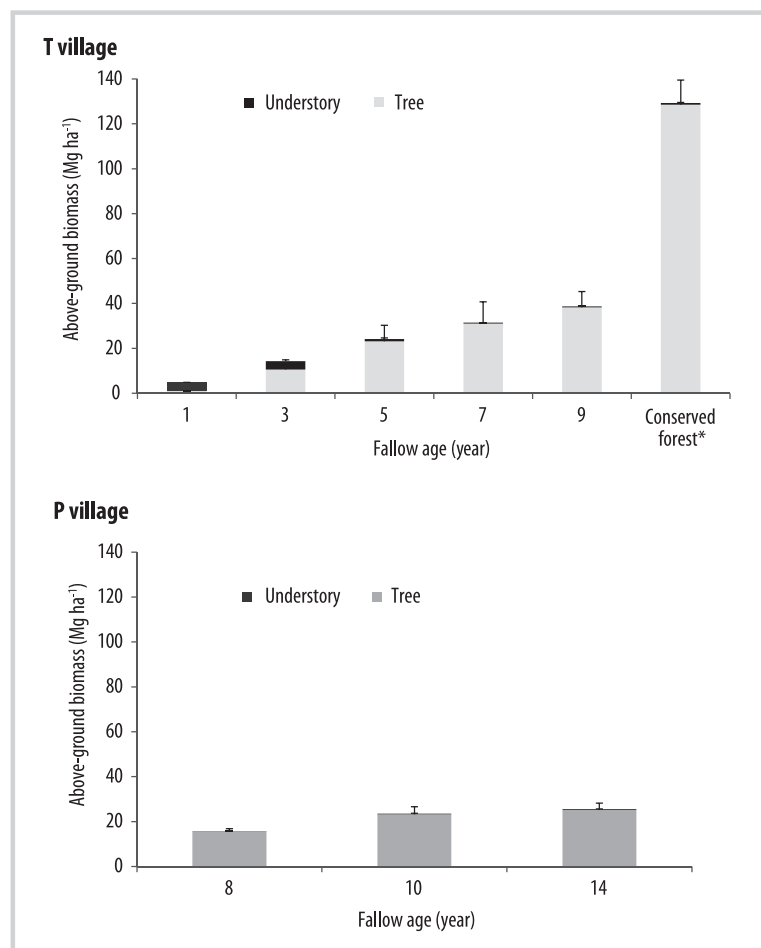 T village
Above-ground biomass (Mg ha⁻¹)
140
120
100
80
60
40
20
0
Understory
Tree
1
3
5
7
9
Conserved
forest*
Fallow age (year)
P village
Above-ground biomass (Mg ha⁻¹)
140
120
100
80
60
40
20
0
Understory
Tree
8
10
14
Fallow age (year)